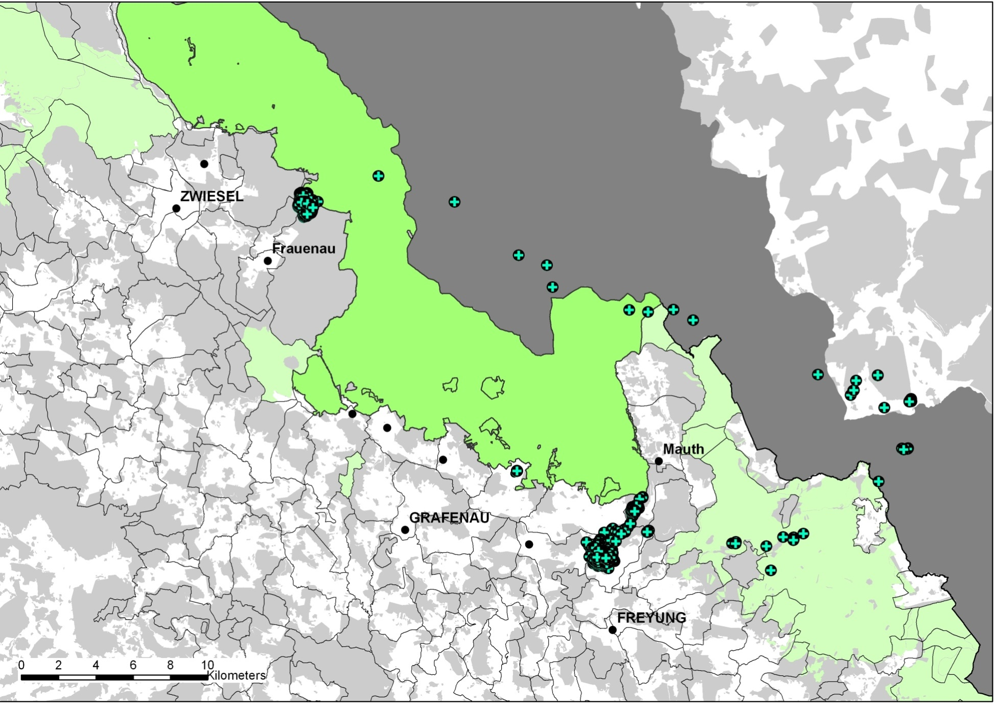 ZWIESEL
Frauenau
Mauth
GRAFENAU
FREYUNG
0 2 4 6 8 10
Kilometers